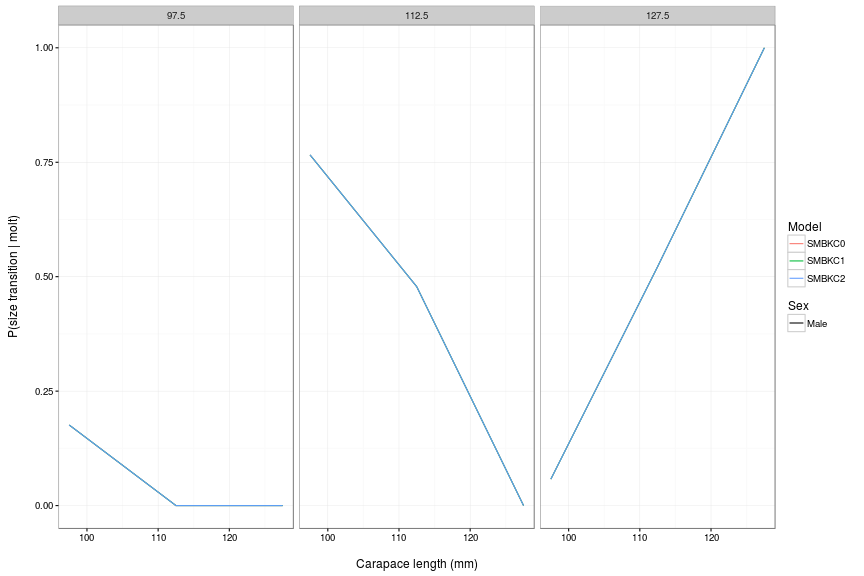 97.5
112.5
127.5
1.00
0.75
0.50
0.25
0.00
P(size transition | molt)
100 110 120
100 110 120
100 110 120
Carapace length (mm)
Model
SMBKC0
SMBKC1
SMBKC2
Sex
Male